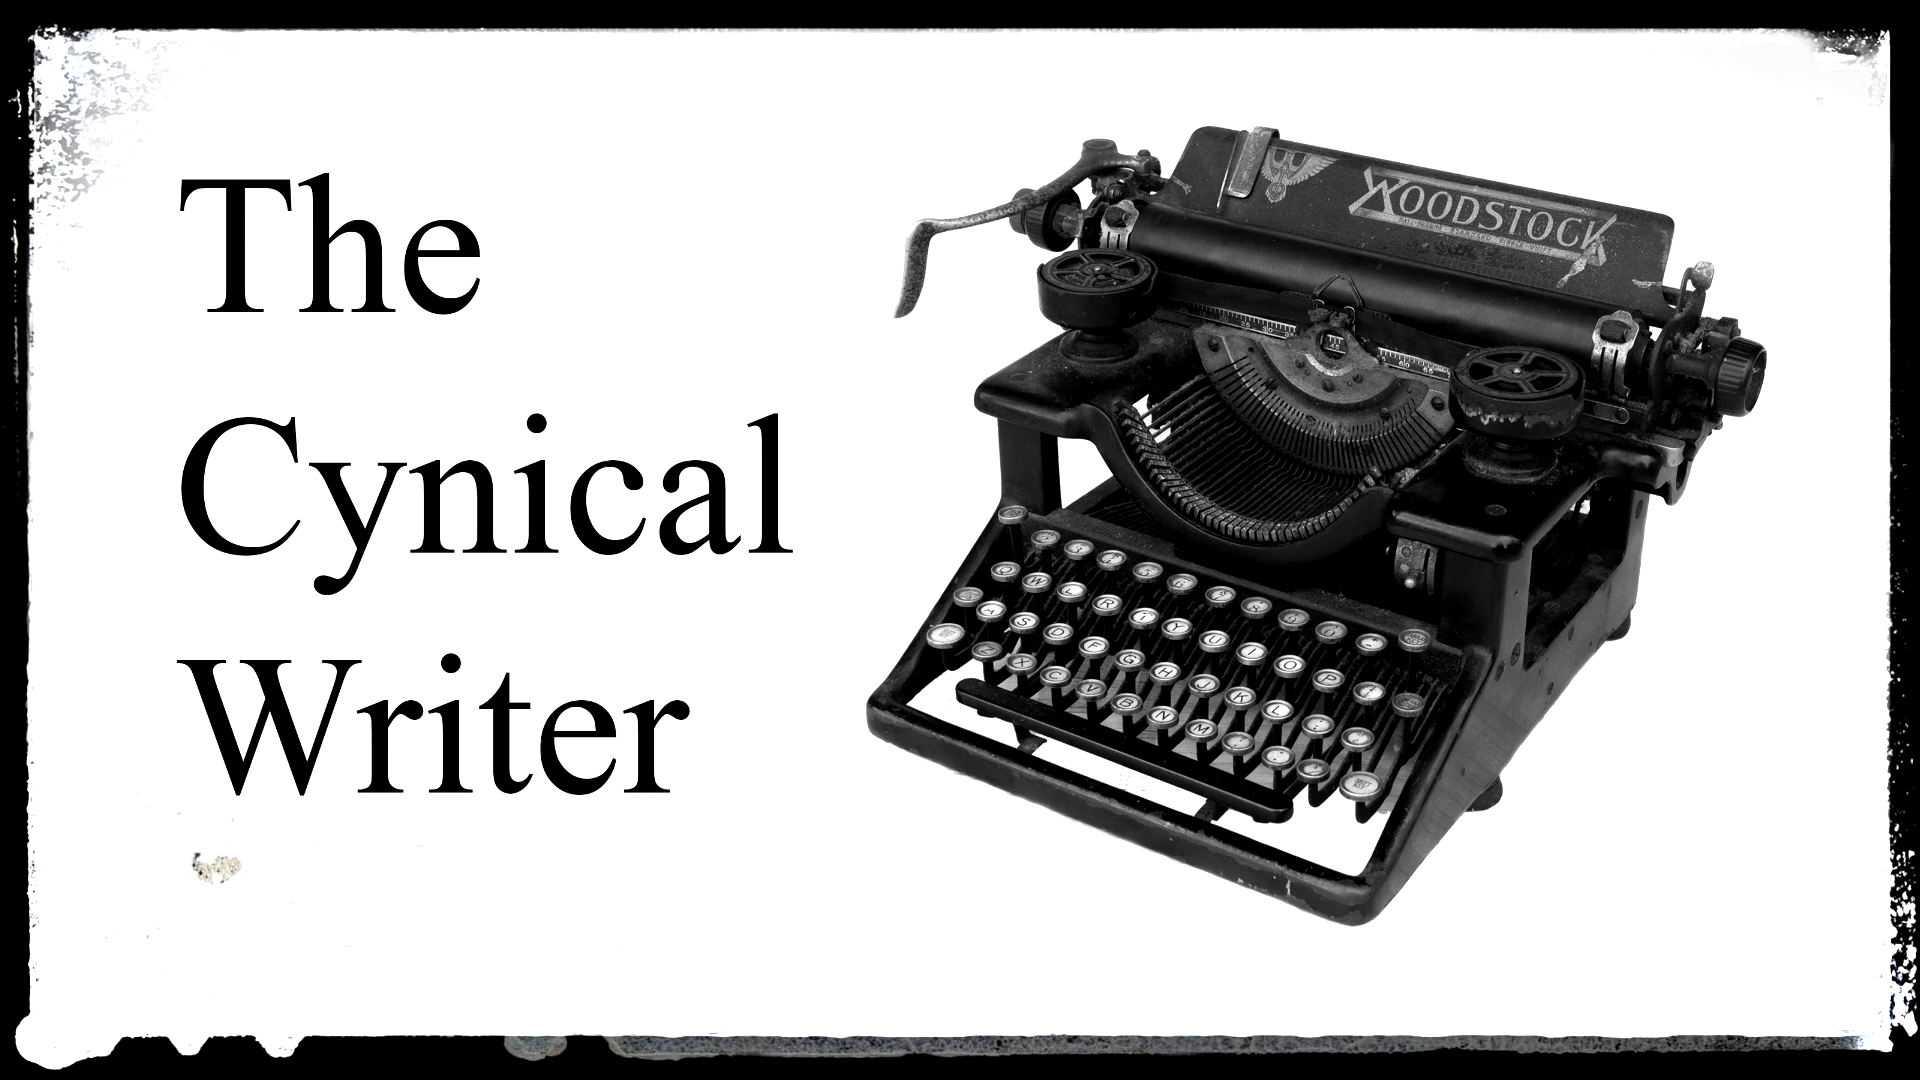 The
Cynical
Writer
WOODSTOCK
Q W R Y U I O P
A S D F G H J K L
Z X C V B N M